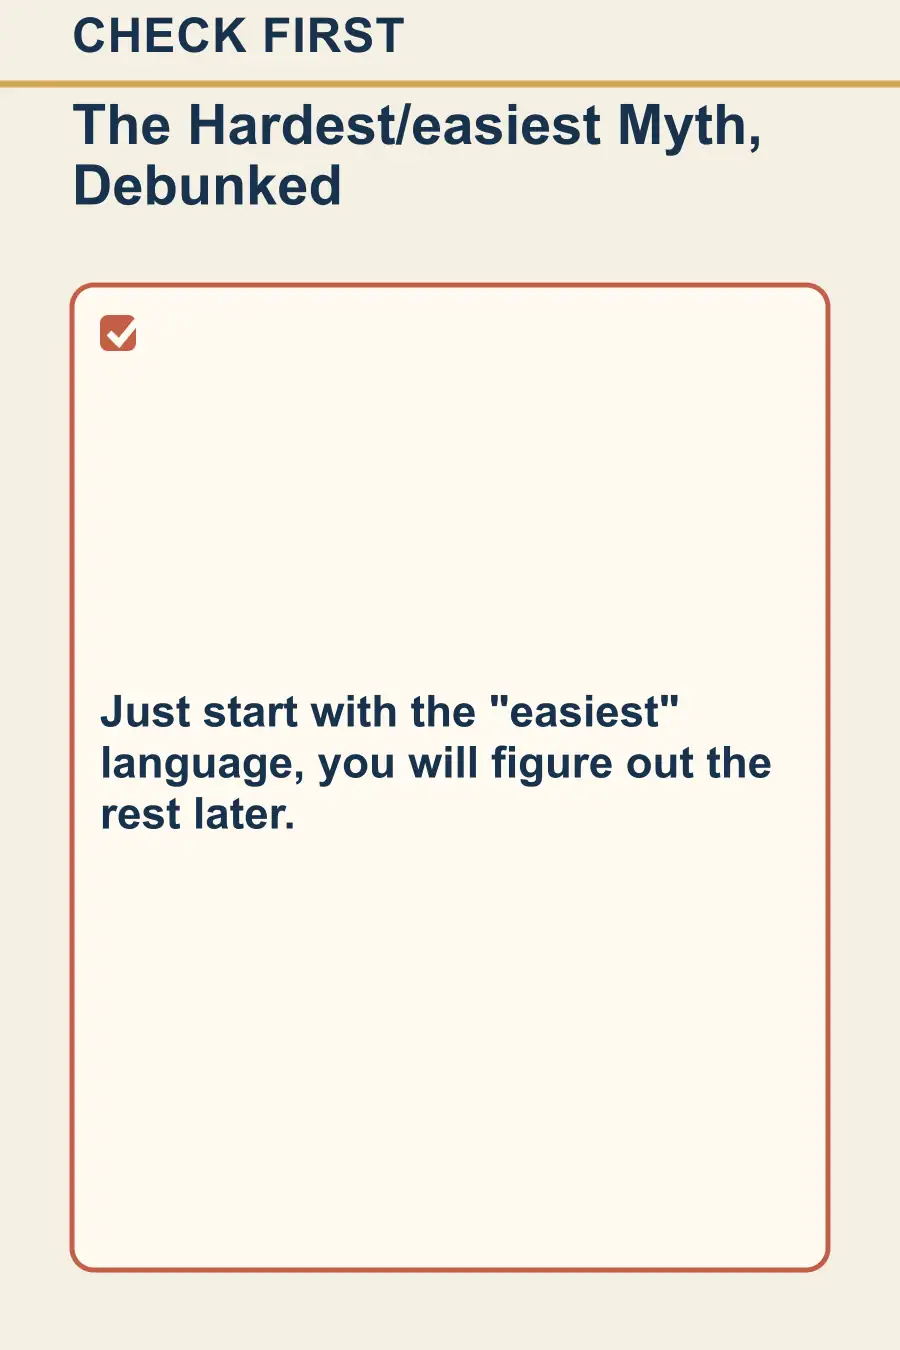 CHECK FIRST
The Hardest/easiest Myth,
Debunked
Just start with the "easiest"
language, you will figure out the
rest later.